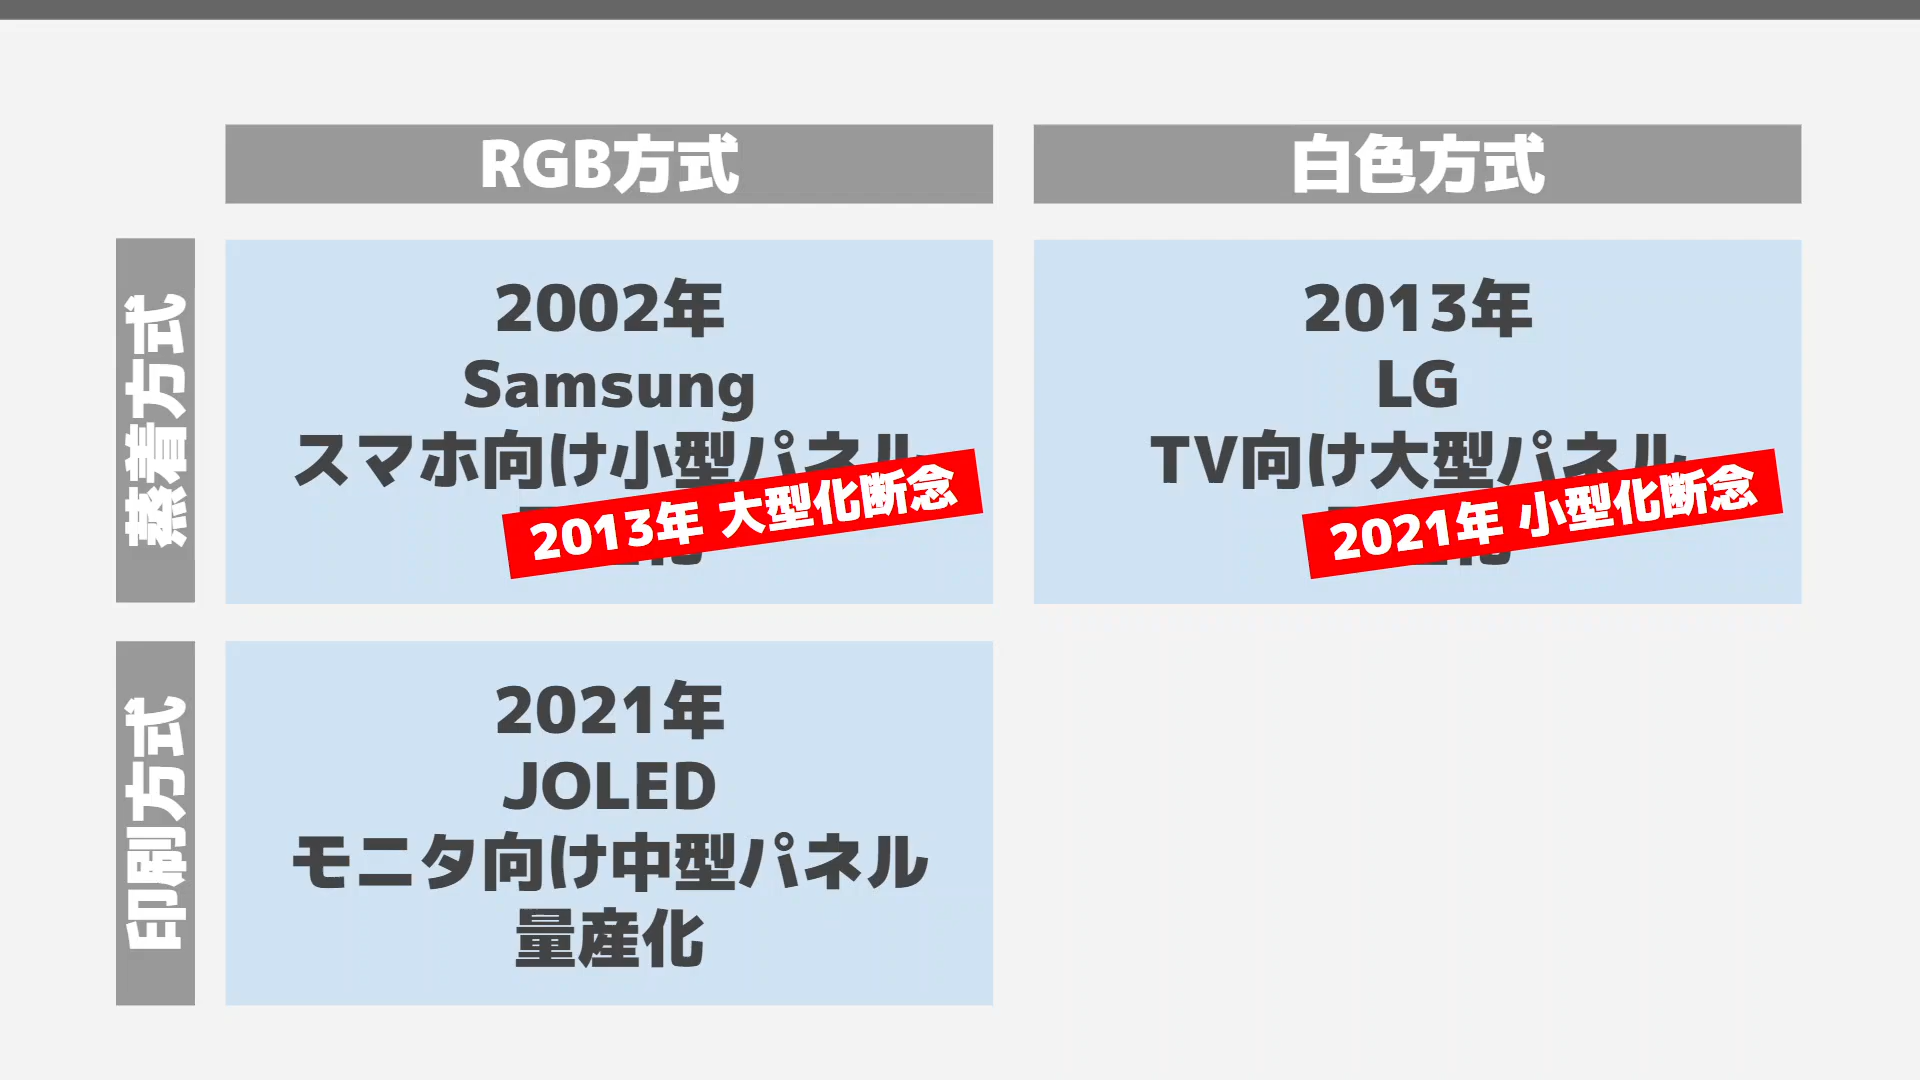 RGB方式
白色方式
蒸着方式
2002年
Samsung
スマホ向け小型パネル
2013年 大型化断念
2013年
LG
TV向け大型パネル
2021年 小型化断念
印刷方式
2021年
JOLED
モニタ向け中型パネル
量産化